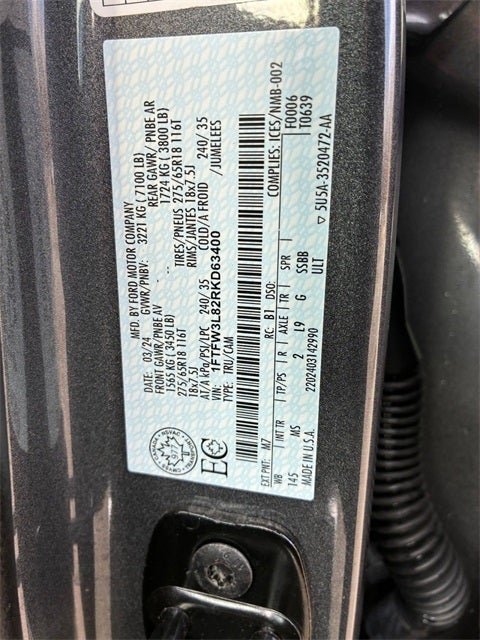 MFD. BY FORD MOTOR COMPANY
DATE: 03/24 GVWR/PNBV: 3221 KG ( 7100 LB)
FRONT GAWR/ PNBE AV REAR GAWR/ PNBE AR
1565 KG ( 3450 LB) 1724 KG ( 3800 LB)
275/65R18 116T TIRES/PNEUS 275/65R18 116T
18x7.5J RIMS/JANTES 18x7.5J
AT/A kPa/PSI/LPC 240/ 35 COLD/A FROID 240/ 35
VIN: 1FTFW3L82RKD63400 /JUMELEES
TYPE: TRU/CAM
EC COMPLIES: ICES/NMB-002
EXT PNT: M7 RC: B1 DSO: F0006
T0639
WB INT TR TP/PS R AXLE TR SPR
145 MS 2 L9 G SSBB
ULT
2202403142990
MADE IN U.S.A. ▽ 5U5A-3520472-AA